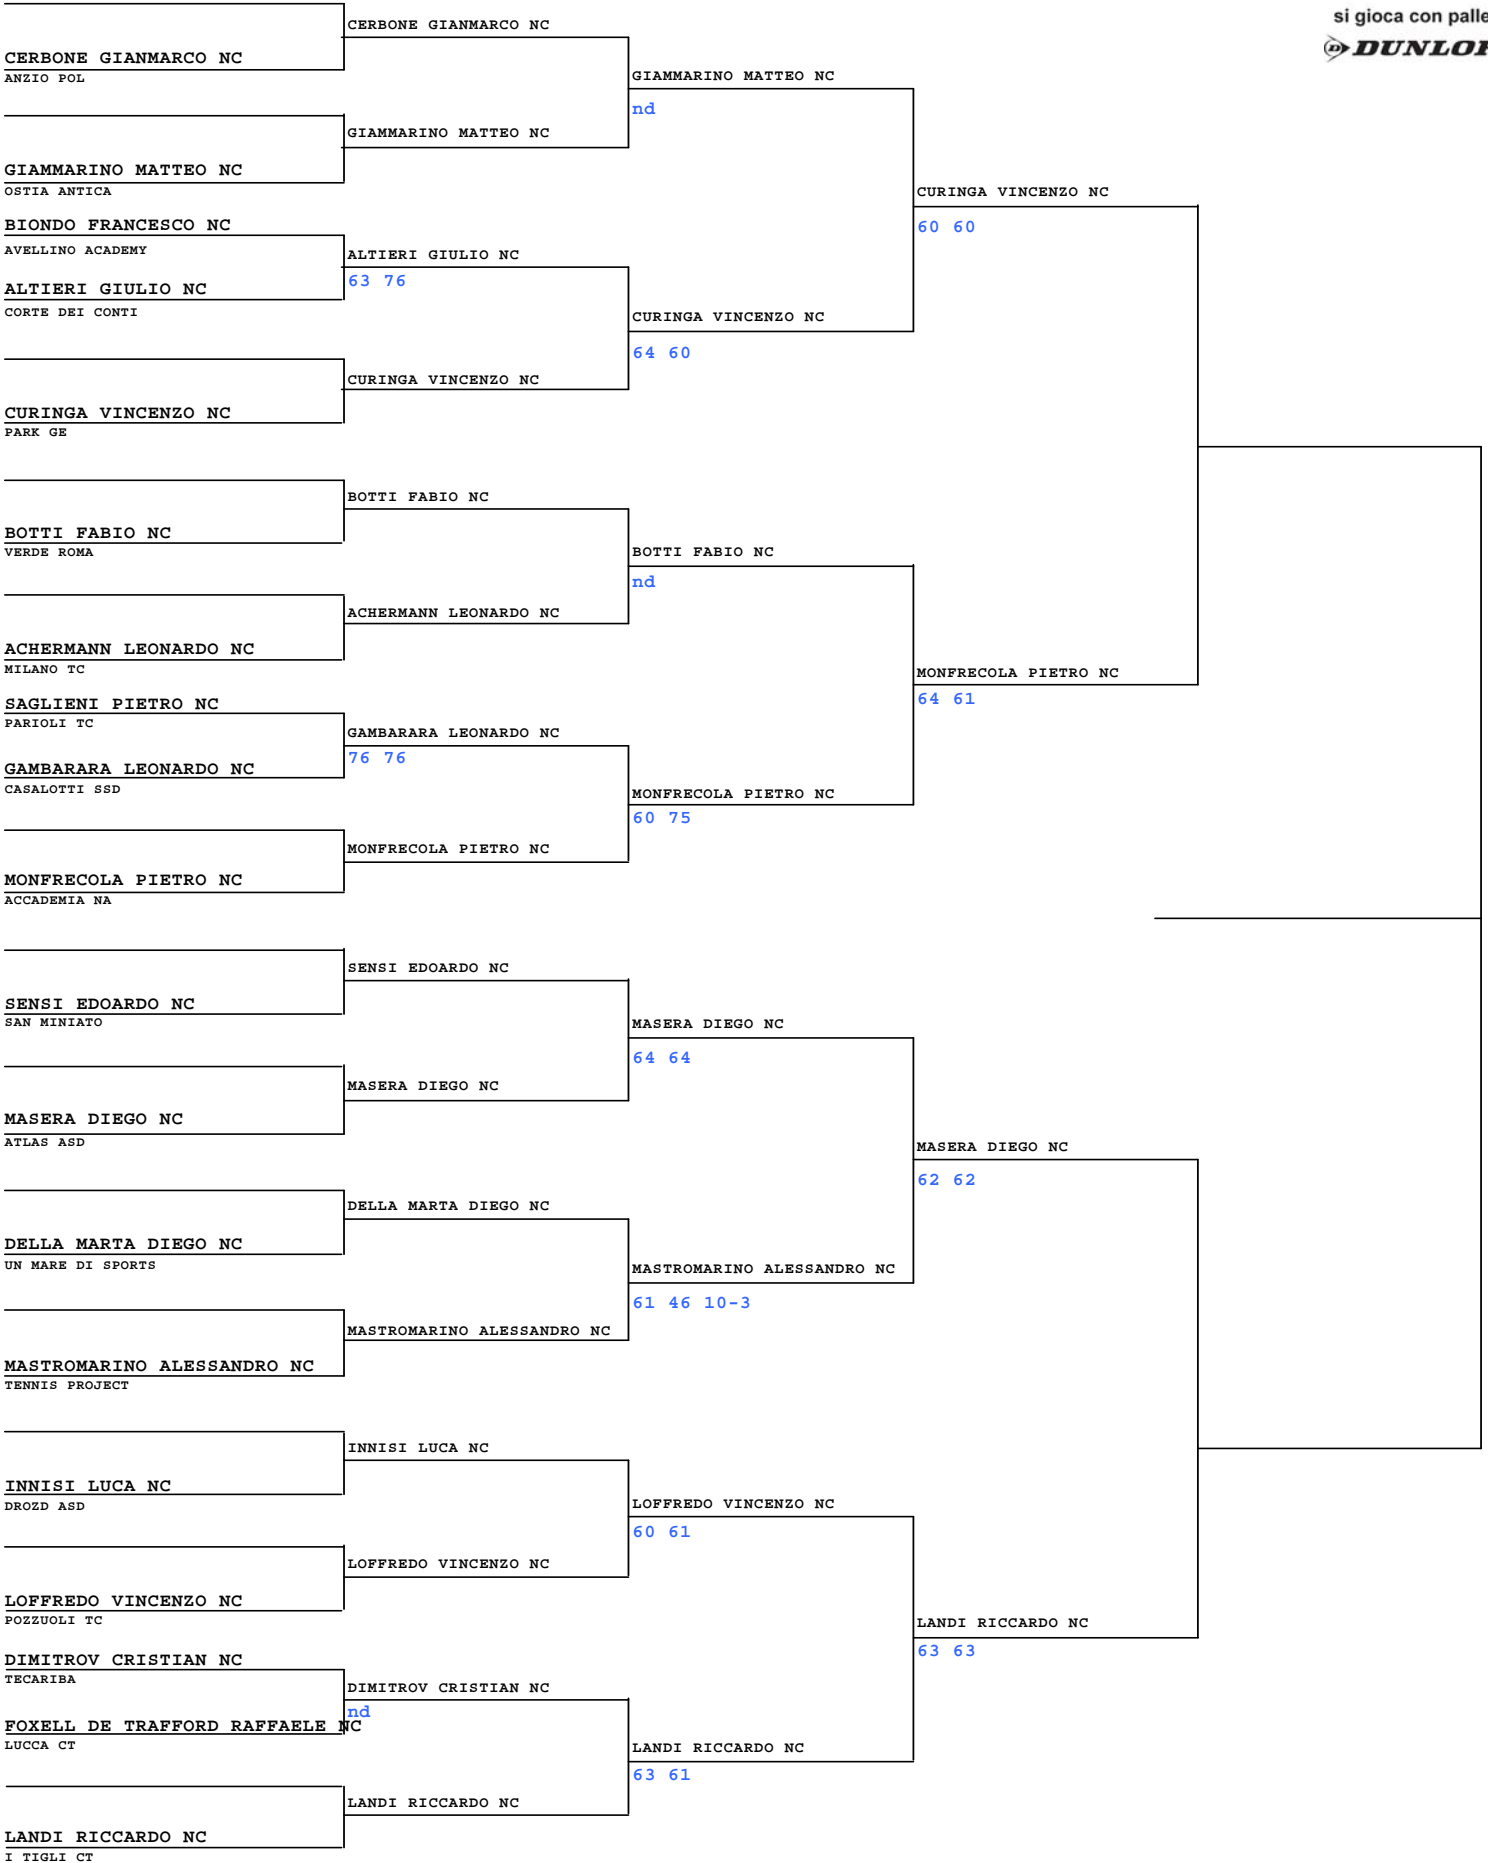 si gioca con palle
CERBONE GIANMARCO NC
CERBONE GIANMARCO NC
ANZIO POL
GIAMMARINO MATTEO NC
nd
GIAMMARINO MATTEO NC
GIAMMARINO MATTEO NC
OSTIA ANTICA
CURINGA VINCENZO NC
60 60
BIONDO FRANCESCO NC
AVELLINO ACADEMY
ALTIERI GIULIO NC
63 76
ALTIERI GIULIO NC
CORTE DEI CONTI
CURINGA VINCENZO NC
64 60
CURINGA VINCENZO NC
CURINGA VINCENZO NC
PARK GE
BOTTI FABIO NC
BOTTI FABIO NC
VERDE ROMA
BOTTI FABIO NC
nd
ACHERMANN LEONARDO NC
ACHERMANN LEONARDO NC
MILANO TC
MONFRECOLA PIETRO NC
64 61
SAGLIENI PIETRO NC
PARIOLI TC
GAMBARARA LEONARDO NC
76 76
GAMBARARA LEONARDO NC
CASALOTTI SSD
MONFRECOLA PIETRO NC
60 75
MONFRECOLA PIETRO NC
MONFRECOLA PIETRO NC
ACCADEMIA NA
SENSI EDOARDO NC
SENSI EDOARDO NC
SAN MINIATO
MASERA DIEGO NC
64 64
MASERA DIEGO NC
MASERA DIEGO NC
ATLAS ASD
MASERA DIEGO NC
62 62
DELLA MARTA DIEGO NC
DELLA MARTA DIEGO NC
UN MARE DI SPORTS
MASTROMARINO ALESSANDRO NC
61 46 10-3
MASTROMARINO ALESSANDRO NC
MASTROMARINO ALESSANDRO NC
TENNIS PROJECT
INNISI LUCA NC
INNISI LUCA NC
DROZD ASD
LOFFREDO VINCENZO NC
60 61
LOFFREDO VINCENZO NC
LOFFREDO VINCENZO NC
POZZUOLI TC
LANDI RICCARDO NC
63 63
DIMITROV CRISTIAN NC
TECARIBA
DIMITROV CRISTIAN NC
nd
FOXELL DE TRAFFORD RAFFAELE NC
LUCCA CT
LANDI RICCARDO NC
63 61
LANDI RICCARDO NC
LANDI RICCARDO NC
I TIGLI CT